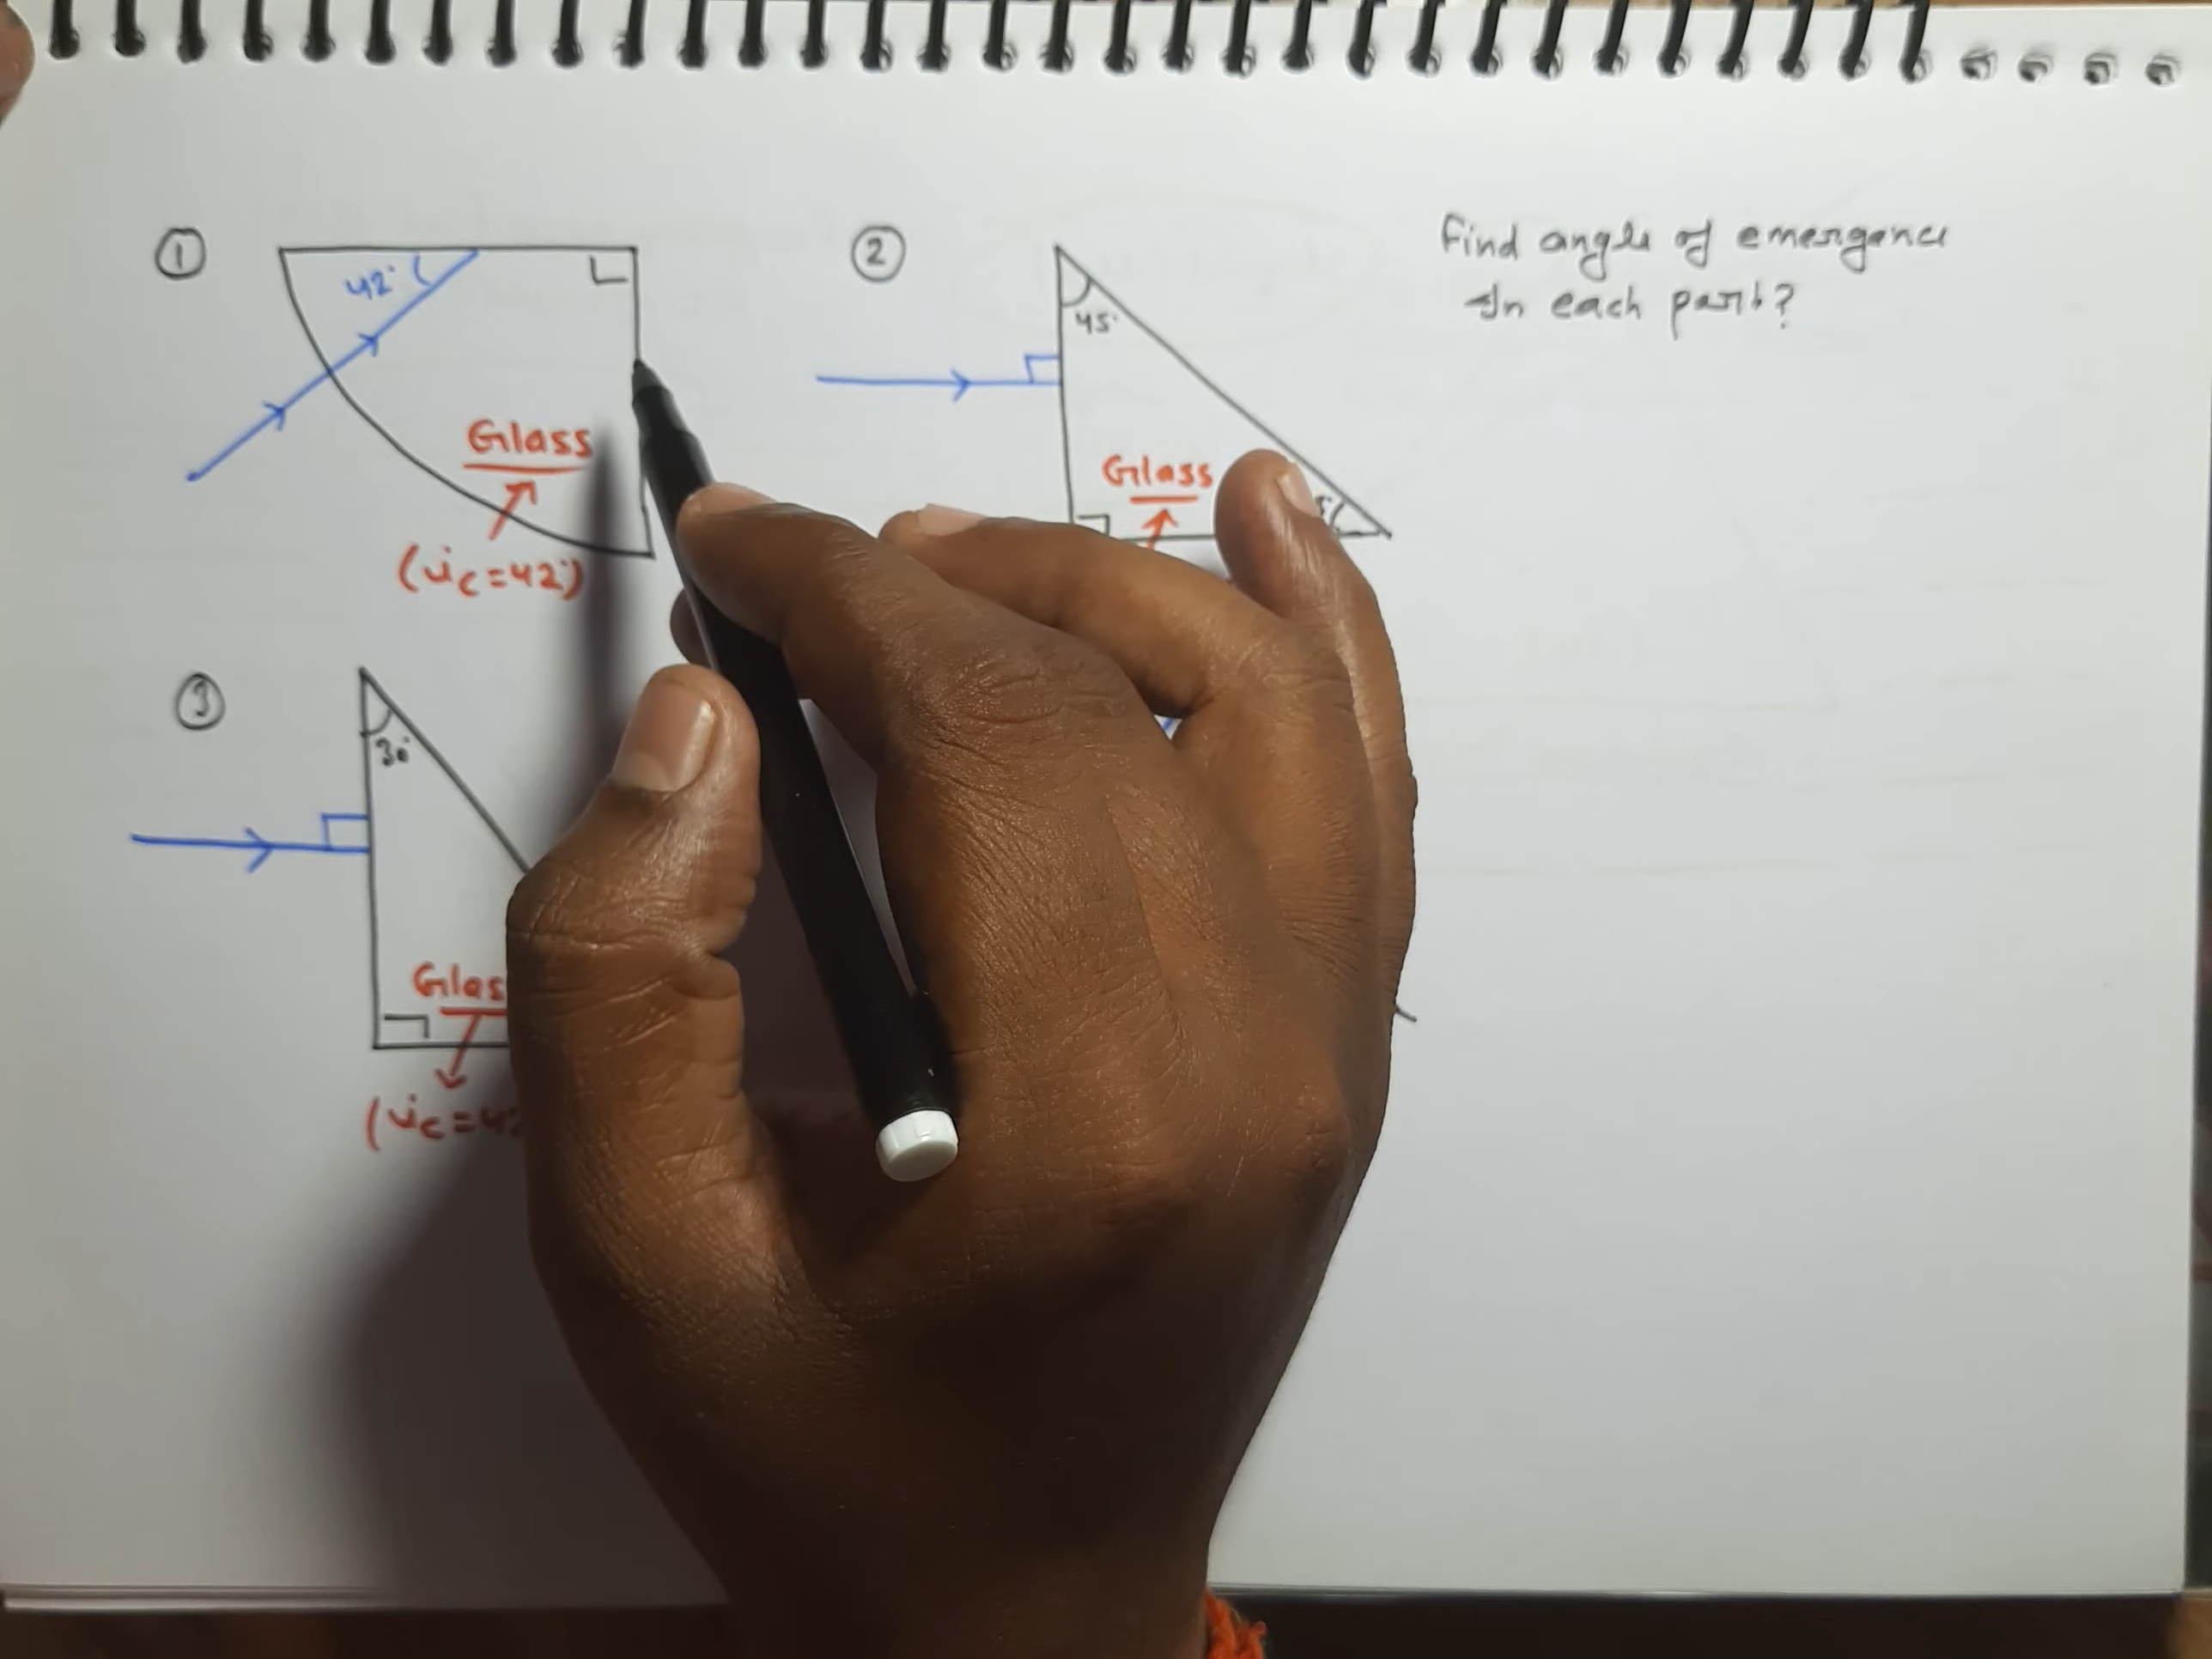 ①
42°
Glass
(ic=42°)
②
45°
Glass
Find angle of emergence
In each part?
③
30°